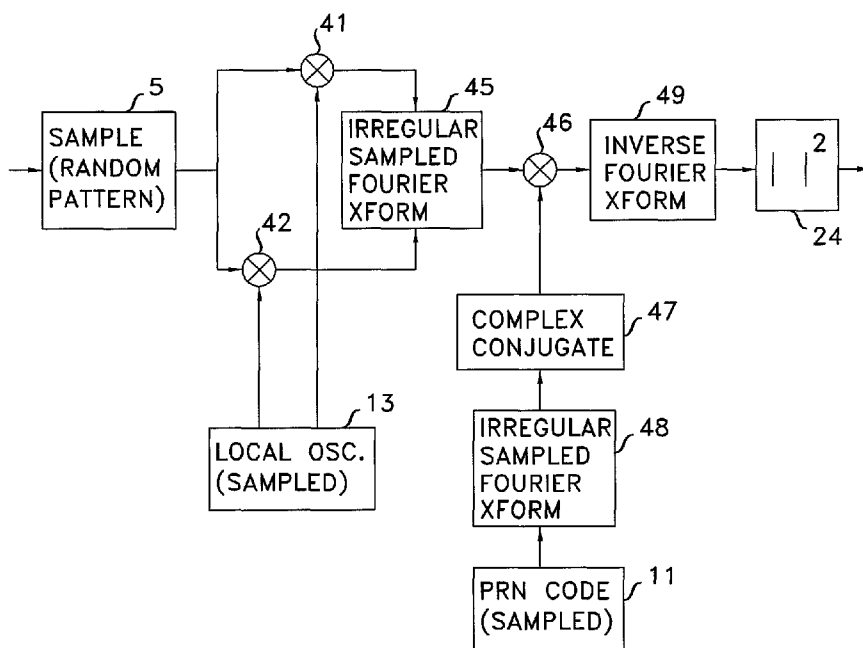 41
5
SAMPLE
(RANDOM
PATTERN)
45
IRREGULAR
SAMPLED
FOURIER
XFORM
46
49
INVERSE
FOURIER
XFORM
| | 2
24
42
COMPLEX
CONJUGATE
47
13
LOCAL OSC.
(SAMPLED)
IRREGULAR
SAMPLED
FOURIER
XFORM
48
PRN CODE
(SAMPLED)
11